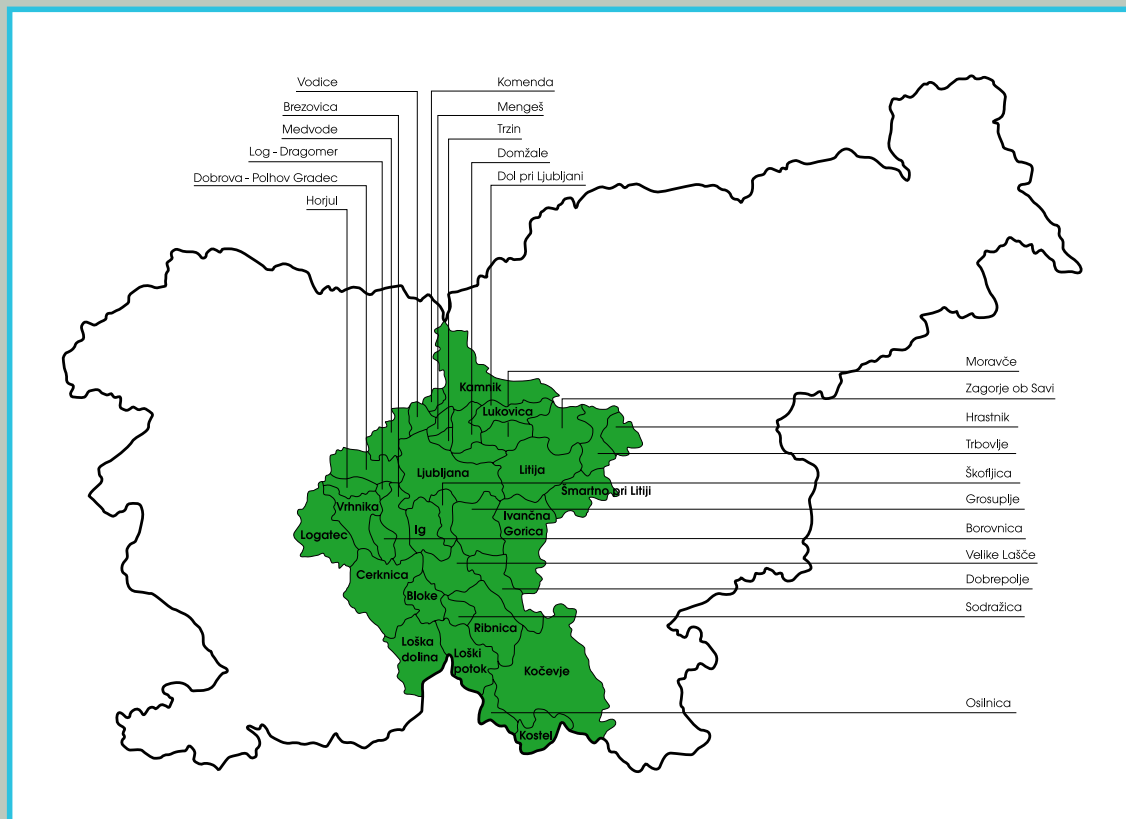 Vodice
Brezovica
Medvode
Log - Dragomer
Dobrova - Polhov Gradec
Horjul
Komenda
Mengeš
Trzin
Domžale
Dol pri Ljubljani
Moravče
Zagorje ob Savi
Hrastnik
Trbovlje
Škofljica
Grosuplje
Borovnica
Velike Lašče
Dobrepolje
Sodražica
Osilnica
Kamnik
Lukovica
Ljubljana
Litija
Šmartno pri Litiji
Vrhnika
Ivančna
Gorica
Logatec
Ig
Cerknica
Bloke
Ribnica
Loška
dolina
Loški
potok
Kočevje
Kostel